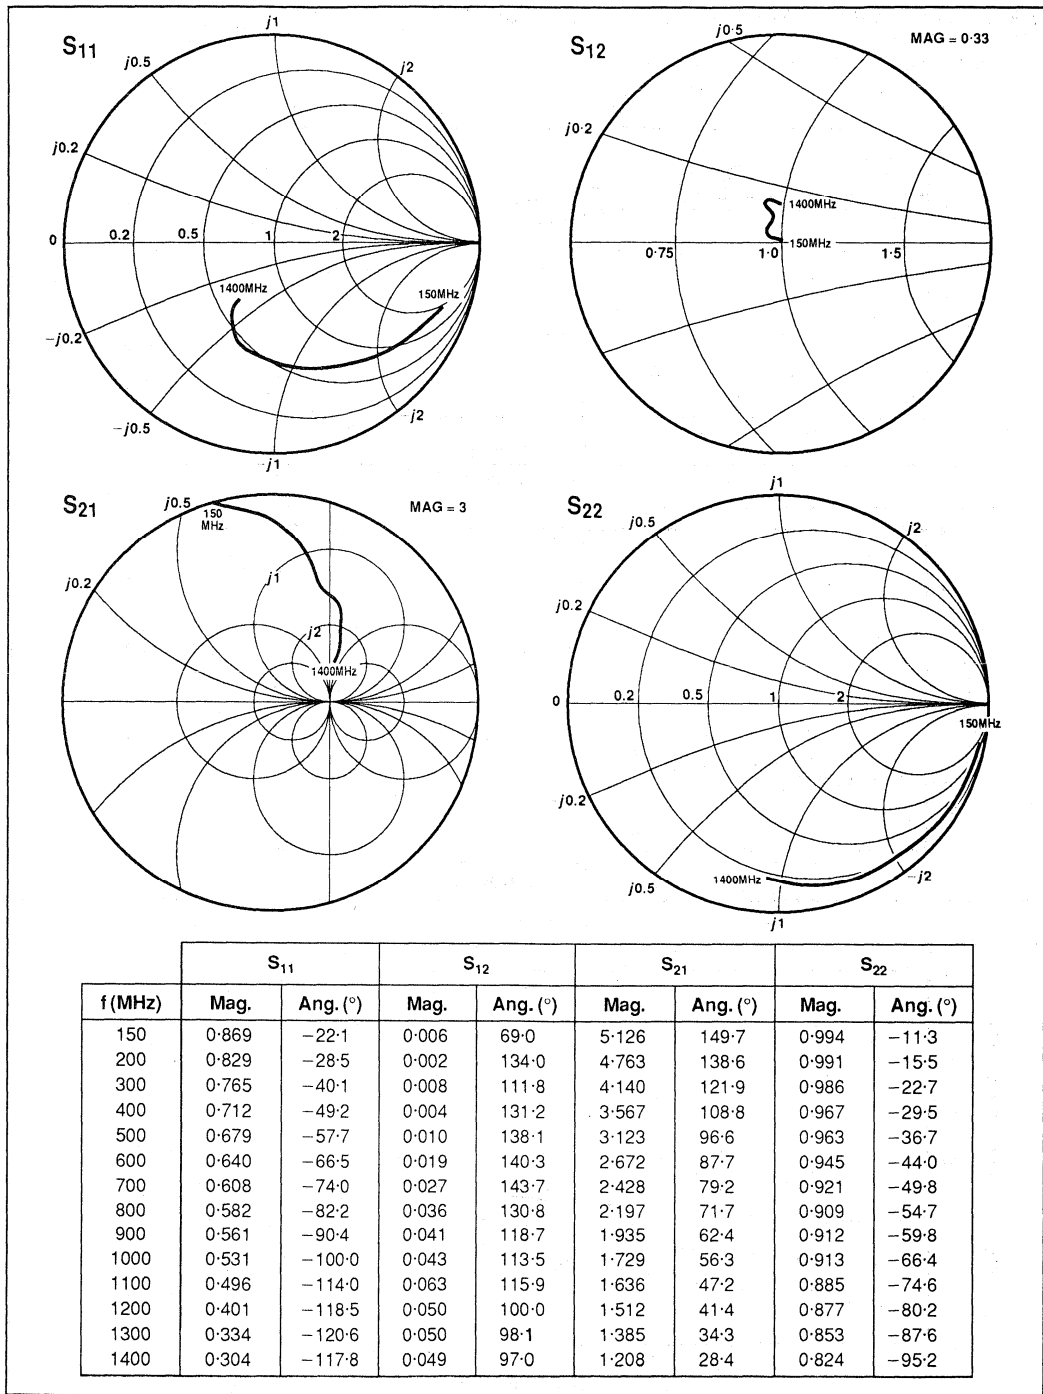 S11
j1
j0.5
j2
j0.2
0
0.2
0.5
1
2
1400MHz
150MHz
−j0.2
−j0.5
−j2
j1
S12
MAG = 0·33
j0·5
j0·2
1400MHz
150MHz
0·75
1.0
1·5
S21
MAG = 3
j0.5
150
MHz
j0.2
j1
j2
1400MHz
S22
j1
j0.5
j2
j0.2
0
0.2
0.5
1
2
150MHz
j0.2
1400MHz
j0.5
−j2
j1
S11 S12 S21 S22
f (MHz) Mag. Ang. (°) Mag. Ang. (°) Mag. Ang. (°) Mag. Ang. (°)
150 0·869 −22·1 0·006 69·0 5·126 149·7 0·994 −11·3
200 0·829 −28·5 0·002 134·0 4·763 138·6 0·991 −15·5
300 0·765 −40·1 0·008 111·8 4·140 121·9 0·986 −22·7
400 0·712 −49·2 0·004 131·2 3·567 108·8 0·967 −29·5
500 0·679 −57·7 0·010 138·1 3·123 96·6 0·963 −36·7
600 0·640 −66·5 0·019 140·3 2·672 87·7 0·945 −44·0
700 0·608 −74·0 0·027 143·7 2·428 79·2 0·921 −49·8
800 0·582 −82·2 0·036 130·8 2·197 71·7 0·909 −54·7
900 0·561 −90·4 0·041 118·7 1·935 62·4 0·912 −59·8
1000 0·531 −100·0 0·043 113·5 1·729 56·3 0·913 −66·4
1100 0·496 −114·0 0·063 115·9 1·636 47·2 0·885 −74·6
1200 0·401 −118·5 0·050 100·0 1·512 41·4 0·877 −80·2
1300 0·334 −120·6 0·050 98·1 1·385 34·3 0·853 −87·6
1400 0·304 −117·8 0·049 97·0 1·208 28·4 0·824 −95·2